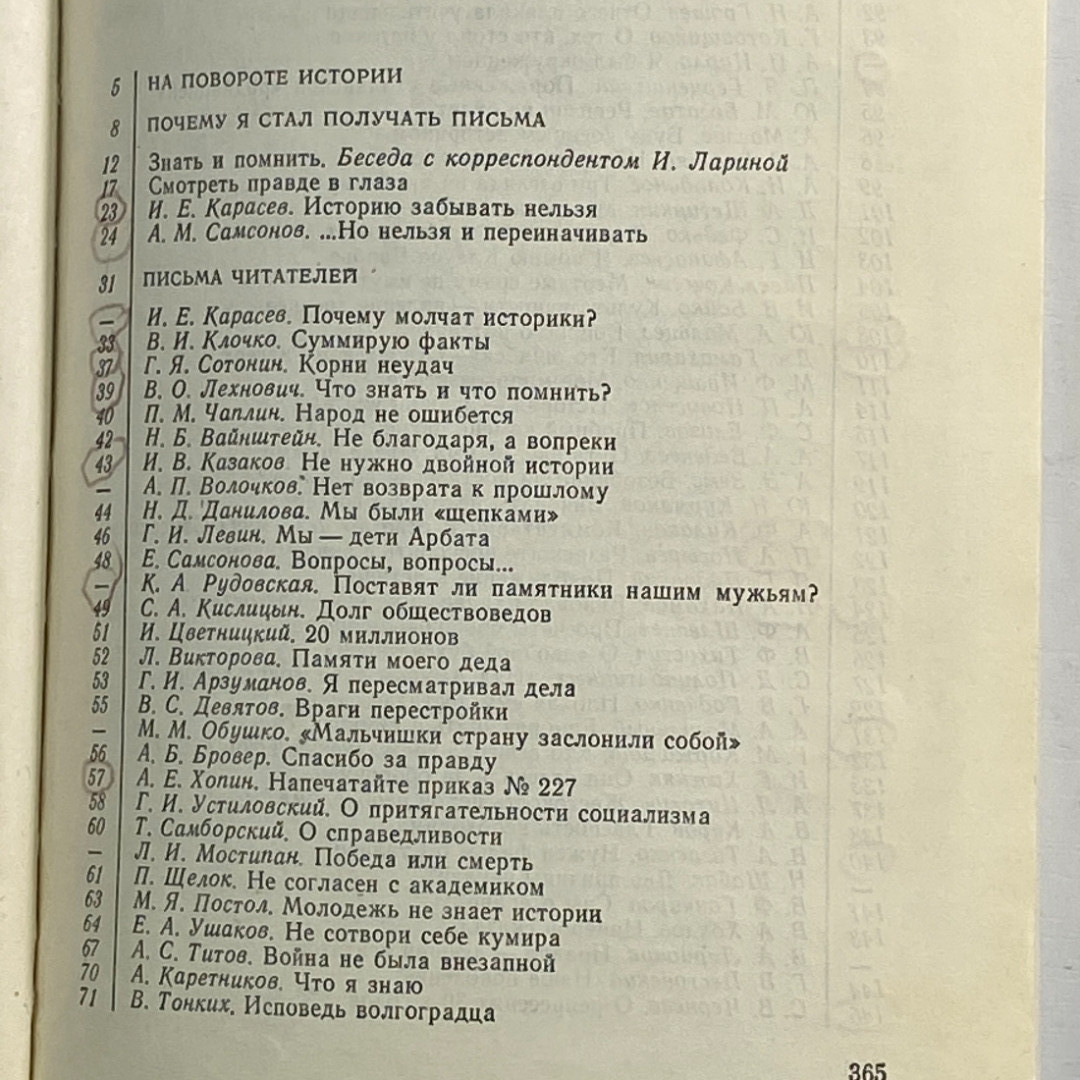 5 НА ПОВОРОТЕ ИСТОРИИ
8 ПОЧЕМУ Я СТАЛ ПОЛУЧАТЬ ПИСЬМА
12 Знать и помнить. Беседа с корреспондентом И. Лариной
17 Смотреть правде в глаза
23 И. Е. Карасев. Историю забывать нельзя
24 А. М. Самсонов. ...Но нельзя и переиначивать
31 ПИСЬМА ЧИТАТЕЛЕЙ
— И. Е. Карасев. Почему молчат историки?
33 В. И. Клочко. Суммирую факты
37 Г. Я. Сотонин. Корни неудач
39 В. О. Лехнович. Что знать и что помнить?
40 П. М. Чаплин. Народ не ошибется
42 Н. Б. Вайнштейн. Не благодаря, а вопреки
43 И. В. Казаков Не нужно двойной истории
— А. П. Волочков. Нет возврата к прошлому
44 Н. Д. Данилова. Мы были «щепками»
46 Г. И. Левин. Мы — дети Арбата
48 Е. Самсонова. Вопросы, вопросы...
— К. А Рудовская. Поставят ли памятники нашим мужьям?
49 С. А. Кислицын. Долг обществоведов
51 И. Цветницкий. 20 миллионов
52 Л. Викторова. Памяти моего деда
53 Г. И. Арзуманов. Я пересматривал дела
55 В. С. Девятов. Враги перестройки
— М. М. Обушко. «Мальчишки страну заслонили собой»
56 А. Б. Бровер. Спасибо за правду
57 А. Е. Хопин. Напечатайте приказ № 227
58 Г. И. Устиловский. О притягательности социализма
60 Т. Самборский. О справедливости
— Л. И. Мостипан. Победа или смерть
61 П. Щелок. Не согласен с академиком
63 М. Я. Постол. Молодежь не знает истории
64 Е. А. Ушаков. Не сотвори себе кумира
67 А. С. Титов. Война не была внезапной
70 А. Каретников. Что я знаю
71 В. Тонких. Исповедь волгоградца
365